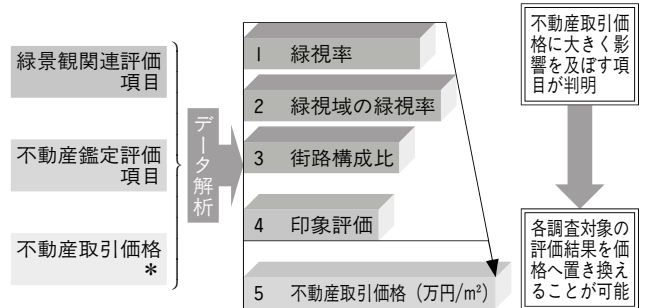 緑景観関連評価
項目
不動産鑑定評価
項目
不動産取引価格
*
データ解析
1 緑視率
2 緑視域の緑視率
3 街路構成比
4 印象評価
5 不動産取引価格（万円/m²）
不動産取引価
格に大きく影
響を及ぼす項
目が判明
各調査対象の
評価結果を価
格へ置き換え
ることが可能